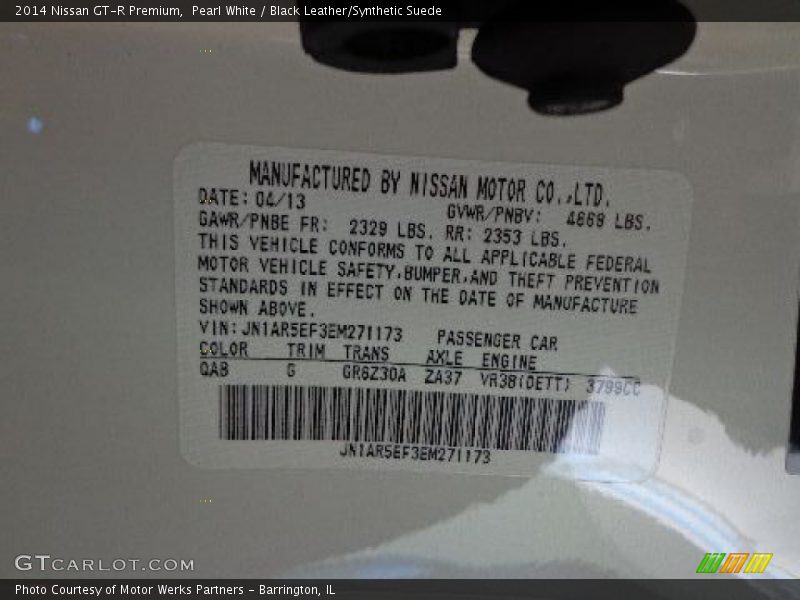 2014 Nissan GT-R Premium,  Pearl White / Black Leather/Synthetic Suede
MANUFACTURED BY NISSAN MOTOR CO.,LTD.
DATE: 04/13 GVWR/PNBV: 4669 LBS.
GAWR/PNBE FR: 2329 LBS. RR: 2353 LBS.
THIS VEHICLE CONFORMS TO ALL APPLICABLE FEDERAL
MOTOR VEHICLE SAFETY,BUMPER,AND THEFT PREVENTION
STANDARDS IN EFFECT ON THE DATE OF MANUFACTURE
SHOWN ABOVE.
VIN: JN1AR5EF3EM271173 PASSENGER CAR
COLOR TRIM TRANS AXLE ENGINE
QAB G GR6Z30A ZA37 VR38(DETT) 3799CC
JN1AR5EF3EM271173
GTCARLOT.COM
Photo Courtesy of Motor Werks Partners - Barrington, IL